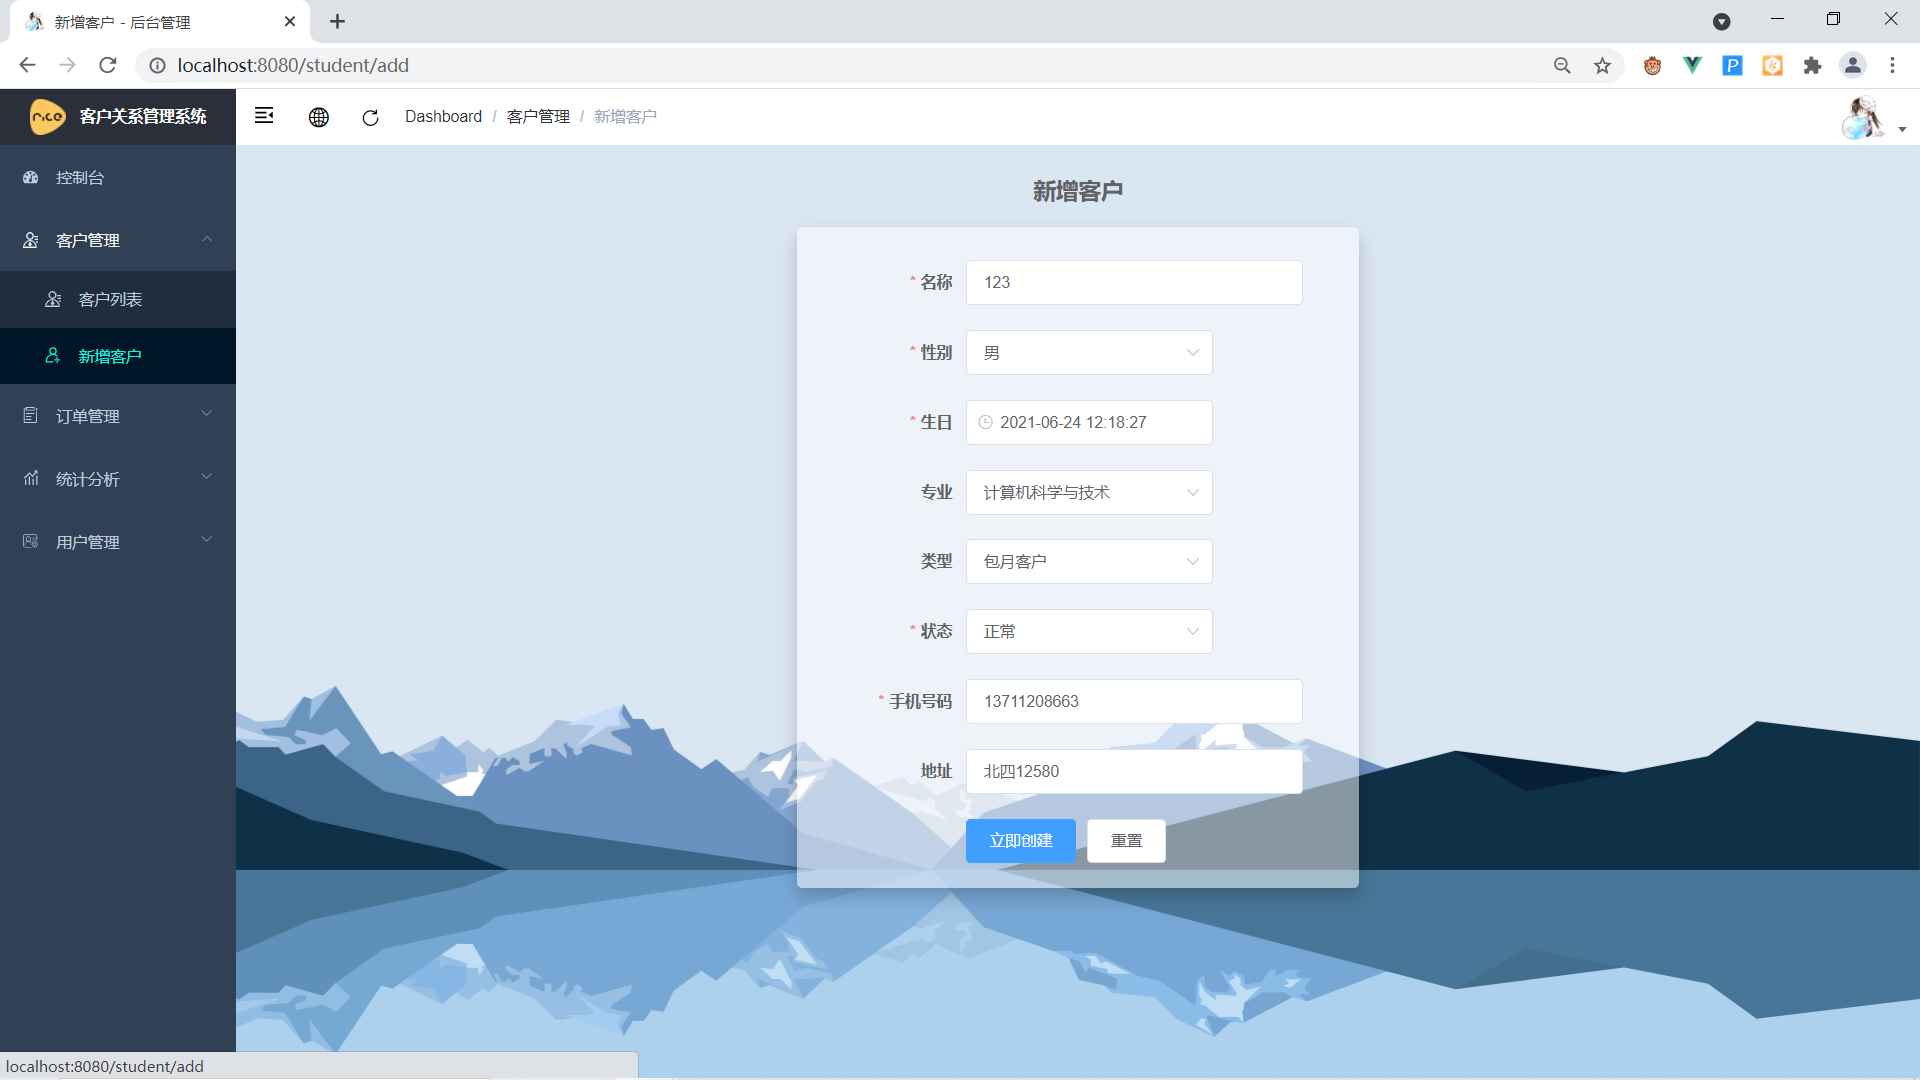 新增客户 - 后台管理
localhost:8080/student/add
nice
客户关系管理系统
Dashboard / 客户管理 / 新增客户
控制台
客户管理
客户列表
新增客户
订单管理
统计分析
用户管理
新增客户
* 名称 123
* 性别 男
* 生日 2021-06-24 12:18:27
专业 计算机科学与技术
类型 包月客户
* 状态 正常
* 手机号码 13711208663
地址 北四12580
立即创建 重置
localhost:8080/student/add